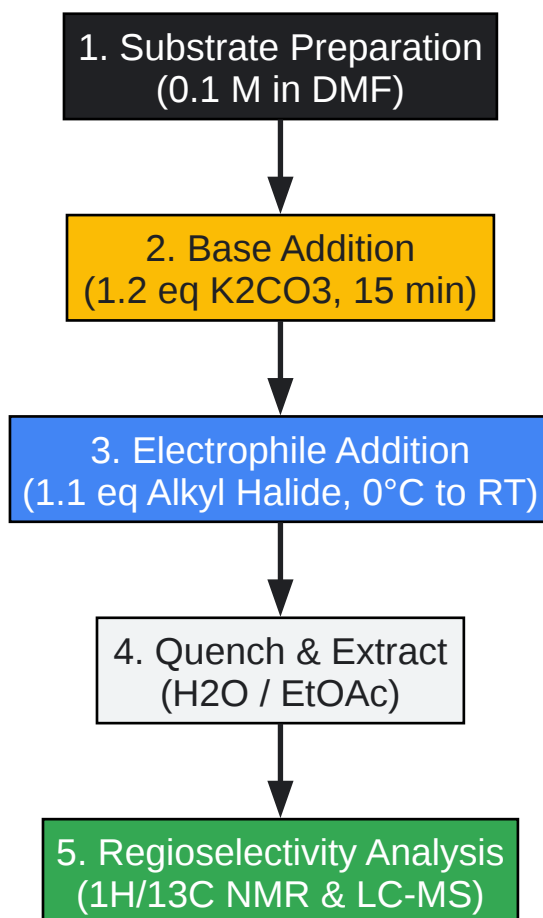 1. Substrate Preparation
(0.1 M in DMF)
2. Base Addition
(1.2 eq K2CO3, 15 min)
3. Electrophile Addition
(1.1 eq Alkyl Halide, 0°C to RT)
4. Quench & Extract
(H2O / EtOAc)
5. Regioselectivity Analysis
(1H/13C NMR & LC-MS)